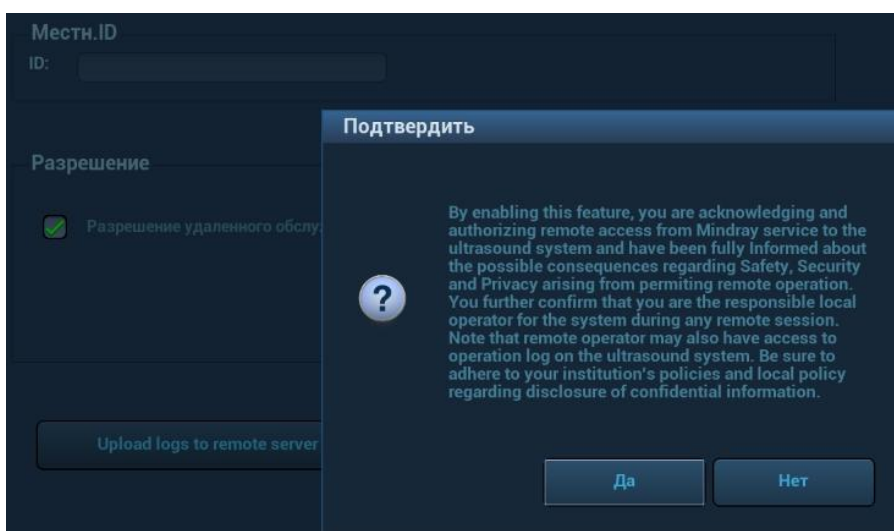 Местн.ID
ID:
Подтвердить
Разрешение
Разрешение удаленного
By enabling this feature, you are acknowledging and
authorizing remote access from Mindray service to the
ultrasound system and have been fully Informed about
the possible consequences regarding Safety, Security
and Privacy arising from permiting remote operation.
You further confirm that you are the responsible local
operator for the system during any remote session.
Note that remote operator may also have access to
operation log on the ultrasound system. Be sure to
adhere to your institution's policies and local policy
regarding disclosure of confidential information.
Upload logs to remote server
Да
Нет